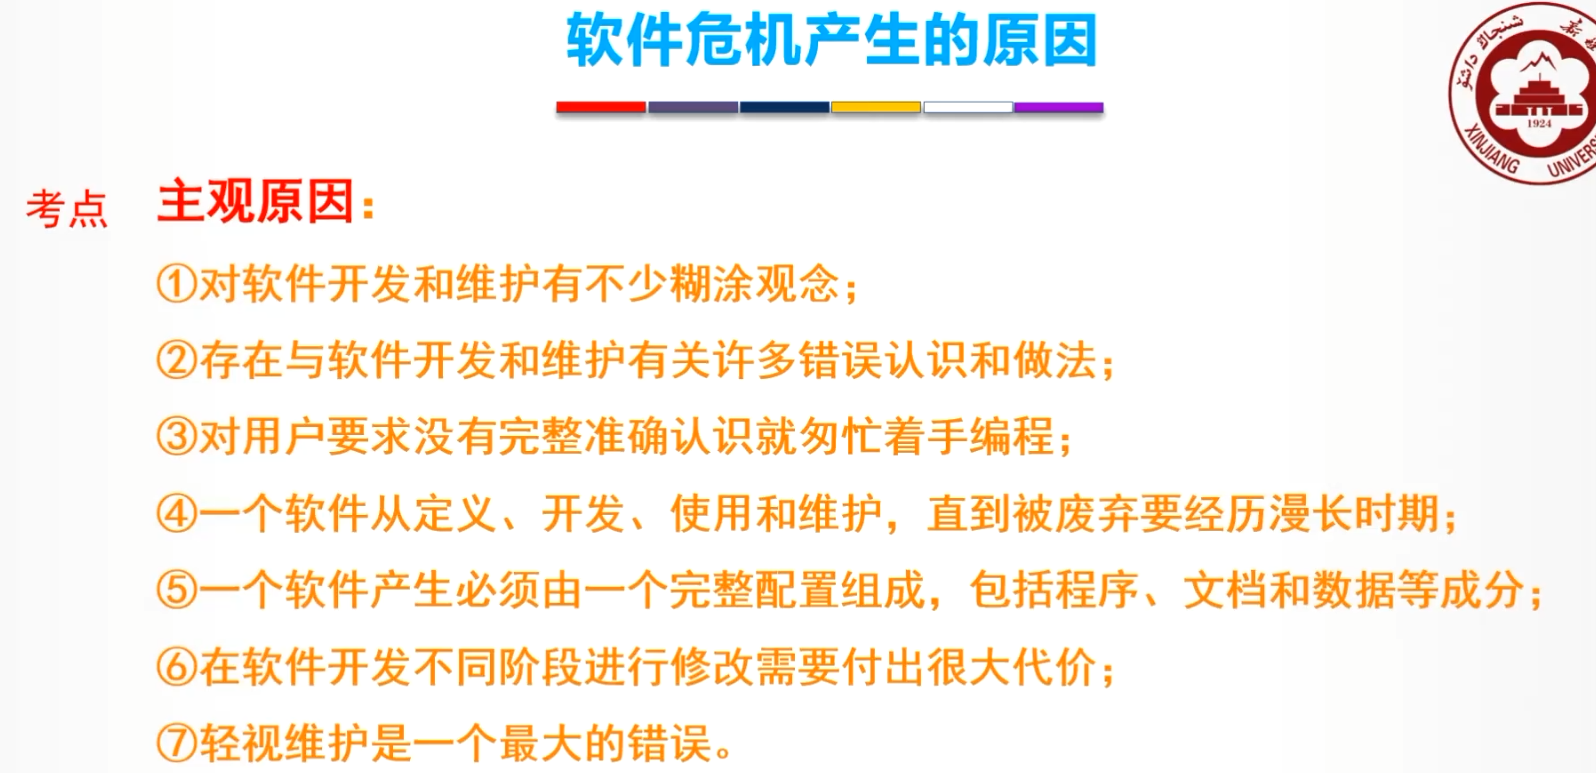 软件危机产生的原因
考点 主观原因：
①对软件开发和维护有不少糊涂观念；
②存在与软件开发和维护有关许多错误认识和做法；
③对用户要求没有完整准确认识就匆忙着手编程；
④一个软件从定义、开发、使用和维护，直到被废弃要经历漫长时期；
⑤一个软件产生必须由一个完整配置组成，包括程序、文档和数据等成分；
⑥在软件开发不同阶段进行修改需要付出很大代价；
⑦轻视维护是一个最大的错误。
1924
XINJIANG